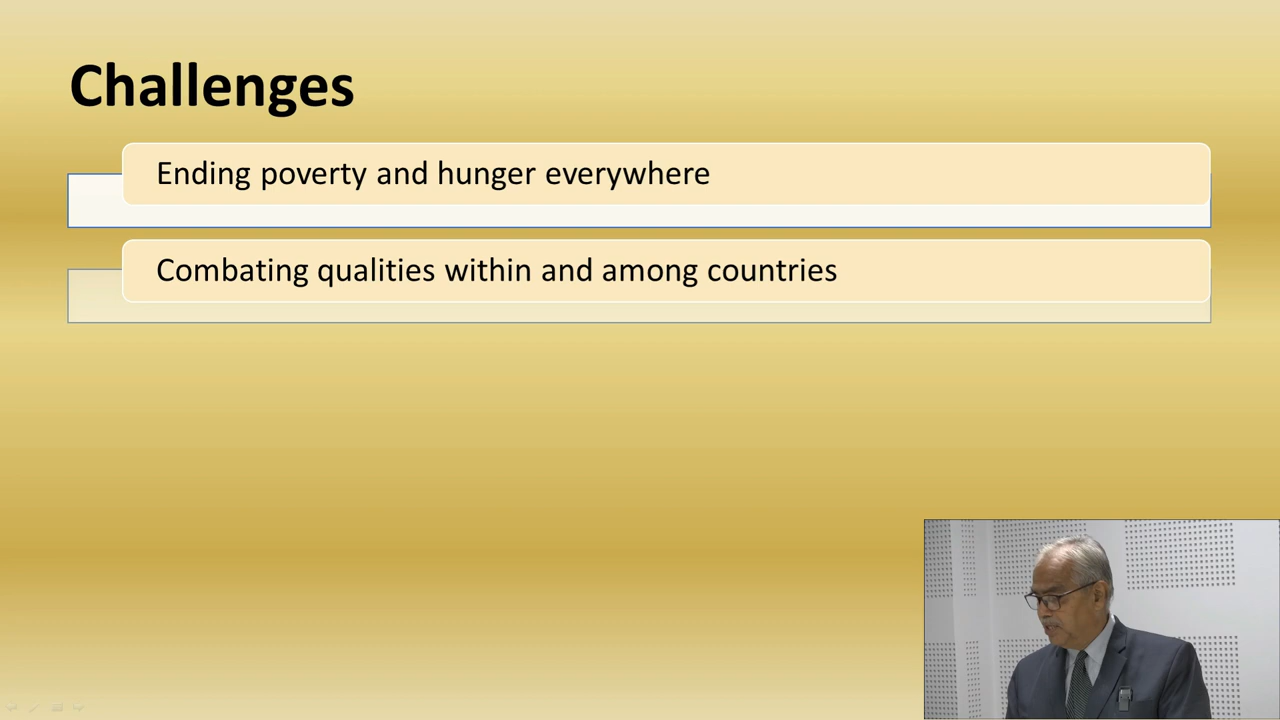 Challenges
Ending poverty and hunger everywhere
Combating qualities within and among countries